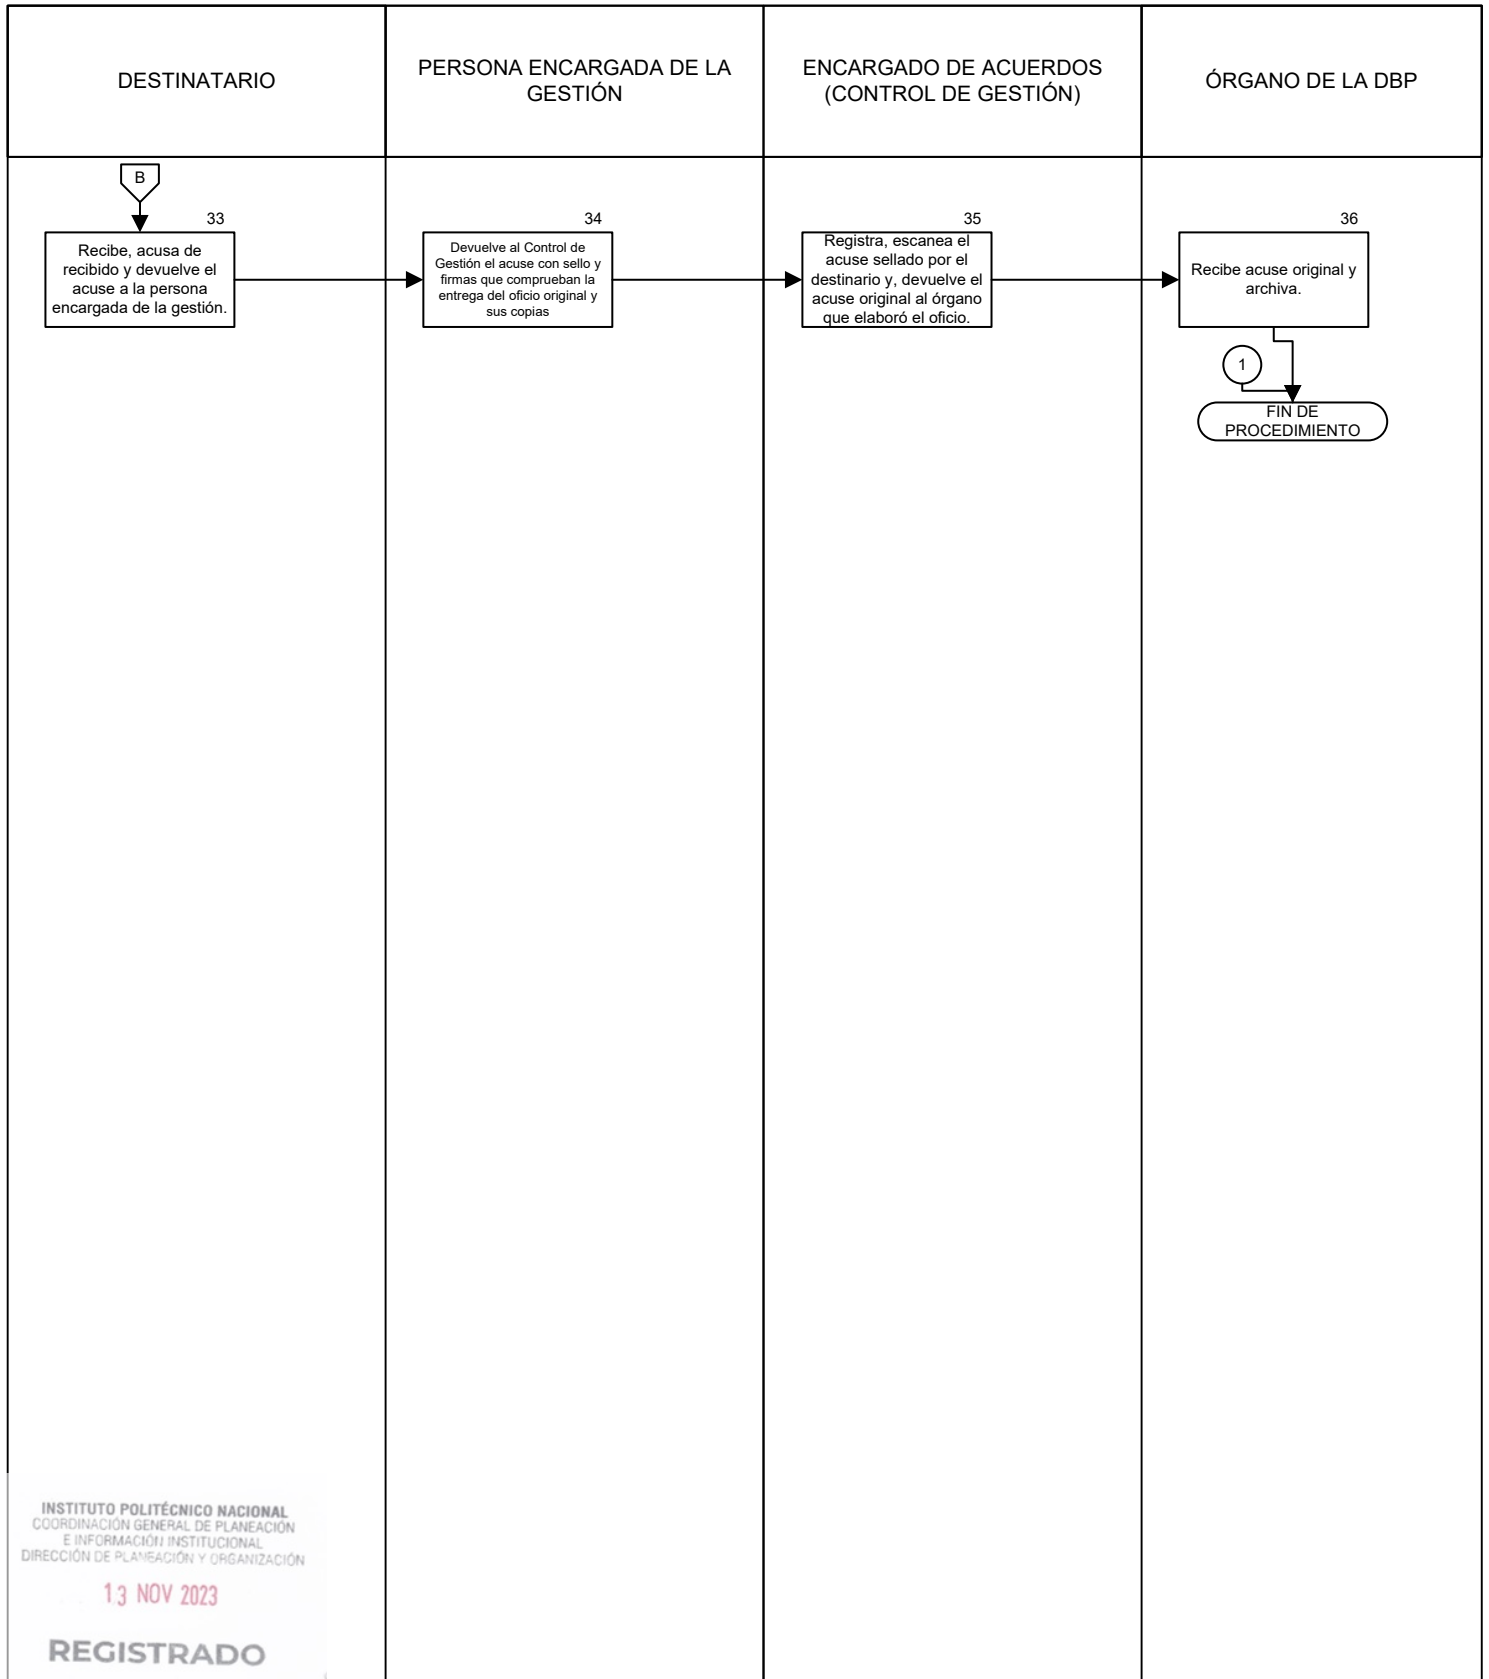 DESTINATARIO
PERSONA ENCARGADA DE LA
GESTIÓN
ENCARGADO DE ACUERDOS
(CONTROL DE GESTIÓN)
ÓRGANO DE LA DBP
B
33
Recibe, acusa de
recibido y devuelve el
acuse a la persona
encargada de la gestión.
34
Devuelve al Control de
Gestión el acuse con sello y
firmas que comprueban la
entrega del oficio original y
sus copias
35
Registra, escanea el
acuse sellado por el
destinario y, devuelve el
acuse original al órgano
que elaboró el oficio.
36
Recibe acuse original y
archiva.
1
FIN DE
PROCEDIMIENTO
INSTITUTO POLITÉCNICO NACIONAL
COORDINACIÓN GENERAL DE PLANEACIÓN
E INFORMACIÓN INSTITUCIONAL
DIRECCIÓN DE PLANEACIÓN Y ORGANIZACIÓN
13 NOV 2023
REGISTRADO